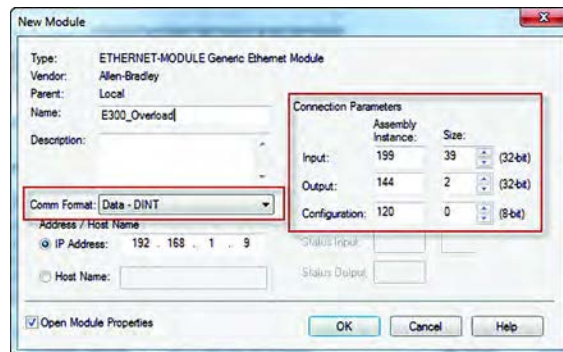 New Module
Type: ETHERNET-MODULE Generic Ethernet Module
Vendor: Allen-Bradley
Parent: Local
Name: E300_Overload
Description:
Comm Format: Data - DINT
Address / Host Name
IP Address: 192 . 168 . 1 . 9
Host Name:
Connection Parameters
Assembly Instance: Size:
Input: 199 39 (32-bit)
Output: 144 2 (32-bit)
Configuration: 120 0 (8-bit)
Status Input
Status Output
Open Module Properties
OK Cancel Help